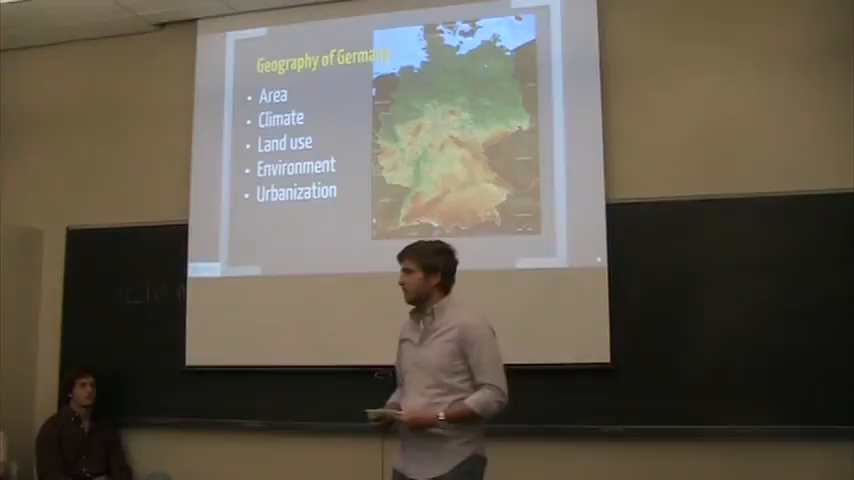 Geography of Germany
• Area
• Climate
• Land use
• Environment
• Urbanization